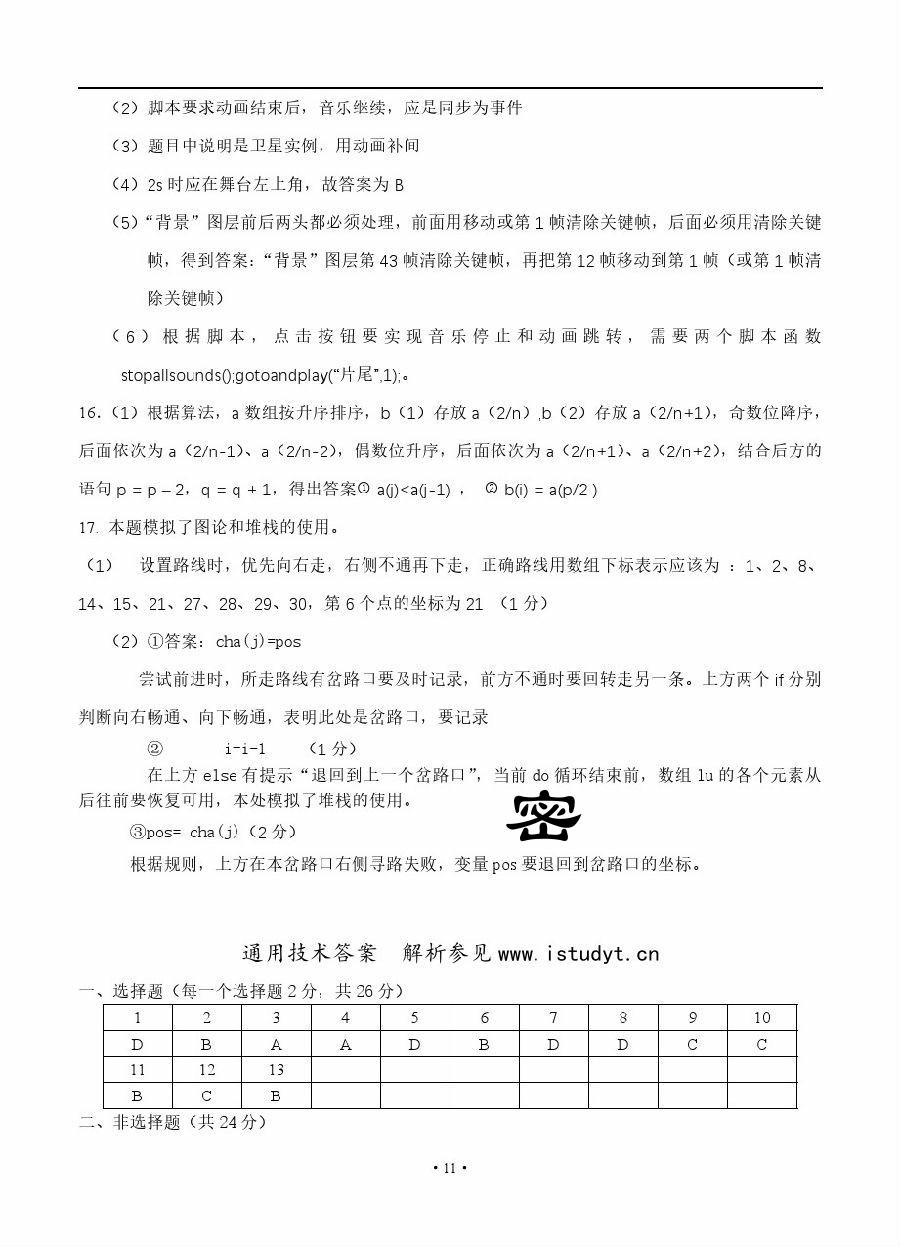 （2）脚本要求动画结束后，音乐继续，应是同步为事件
（3）题目中说明是卫星实例，用动画补间
（4）2s 时应在舞台左上角，故答案为 B
（5）“背景”图层前后两头都必须处理，前面用移动或第 1 帧清除关键帧，后面必须用清除关键
帧，得到答案：“背景”图层第 43 帧清除关键帧，再把第 12 帧移动到第 1 帧（或第 1 帧清
除关键帧）
（6）根据脚本，点击按钮要实现音乐停止和动画跳转，需要两个脚本函数
stopallsounds();gotoandplay(“片尾”,1);。
16.（1）根据算法，a 数组按升序排序，b（1）存放 a（2/n）,b（2）存放 a（2/n+1），奇数位降序，
后面依次为 a（2/n-1）、a（2/n-2），偶数位升序，后面依次为 a（2/n+1）、a（2/n+2），结合后方的
语句 p = p – 2，q = q + 1，得出答案① a(j)<a(j-1) ， ② b(i) = a(p/2 )
17. 本题模拟了图论和堆栈的使用。
（1） 设置路线时，优先向右走，右侧不通再下走，正确路线用数组下标表示应该为 ：1、2、8、
14、15、21、27、28、29、30，第 6 个点的坐标为 21 （1 分）
（2）①答案：cha(j)=pos
尝试前进时，所走路线有岔路口要及时记录，前方不通时要回转走另一条。上方两个 if 分别
判断向右畅通、向下畅通，表明此处是岔路口，要记录
② i-i-1 （1 分）
在上方 else 有提示“退回到上一个岔路口”，当前 do 循环结束前，数组 lu 的各个元素从
后往前要恢复可用，本处模拟了堆栈的使用。
密
③pos= cha(j)（2 分）
根据规则，上方在本岔路口右侧寻路失败，变量 pos 要退回到岔路口的坐标。
通用技术答案 解析参见 www.istudyt.cn
一、选择题（每一个选择题 2 分；共 26 分）
1 2 3 4 5 6 7 8 9 10
D B A A D B D D C C
11 12 13
B C B
二、非选择题（共 24 分）
·11·